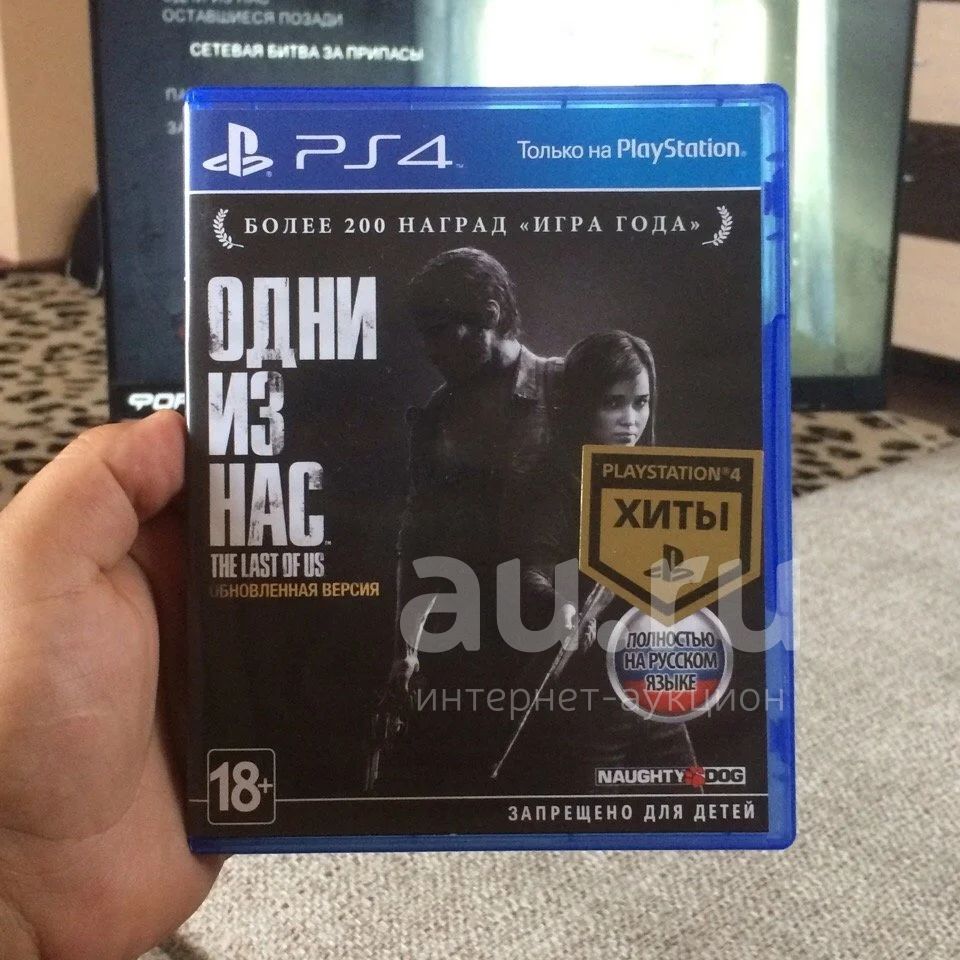 ОСТАВШИЕСЯ ПОЗАДИ
СЕТЕВАЯ БИТВА ЗА ПРИПАСЫ
PS4
Только на PlayStation
БОЛЕЕ 200 НАГРАД «ИГРА ГОДА»
ОДНИ
ИЗ
НАС
THE LAST OF US
ОБНОВЛЕННАЯ ВЕРСИЯ
PLAYSTATION®4
ХИТЫ
au.ru
интернет-аукцион
ПОЛНОСТЬЮ
НА РУССКОМ
ЯЗЫКЕ
NAUGHTY DOG
18+
ЗАПРЕЩЕНО ДЛЯ ДЕТЕЙ